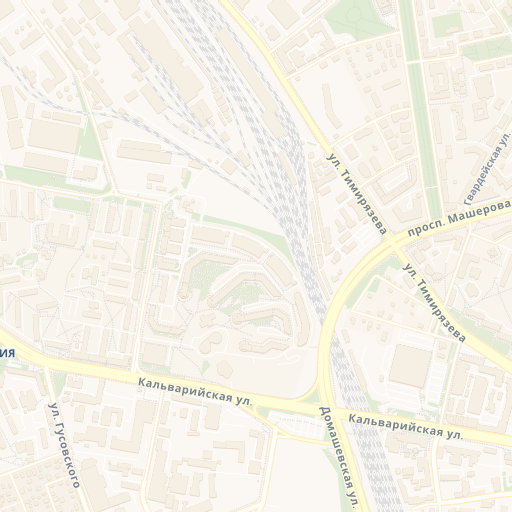 Гвардейская ул.
ул. Тимирязева
просп. Машерова
ул. Тимирязева
ИЯ
Кальварийская ул.
ул. Гусовского
Домашевская ул.
Кальварийская ул.